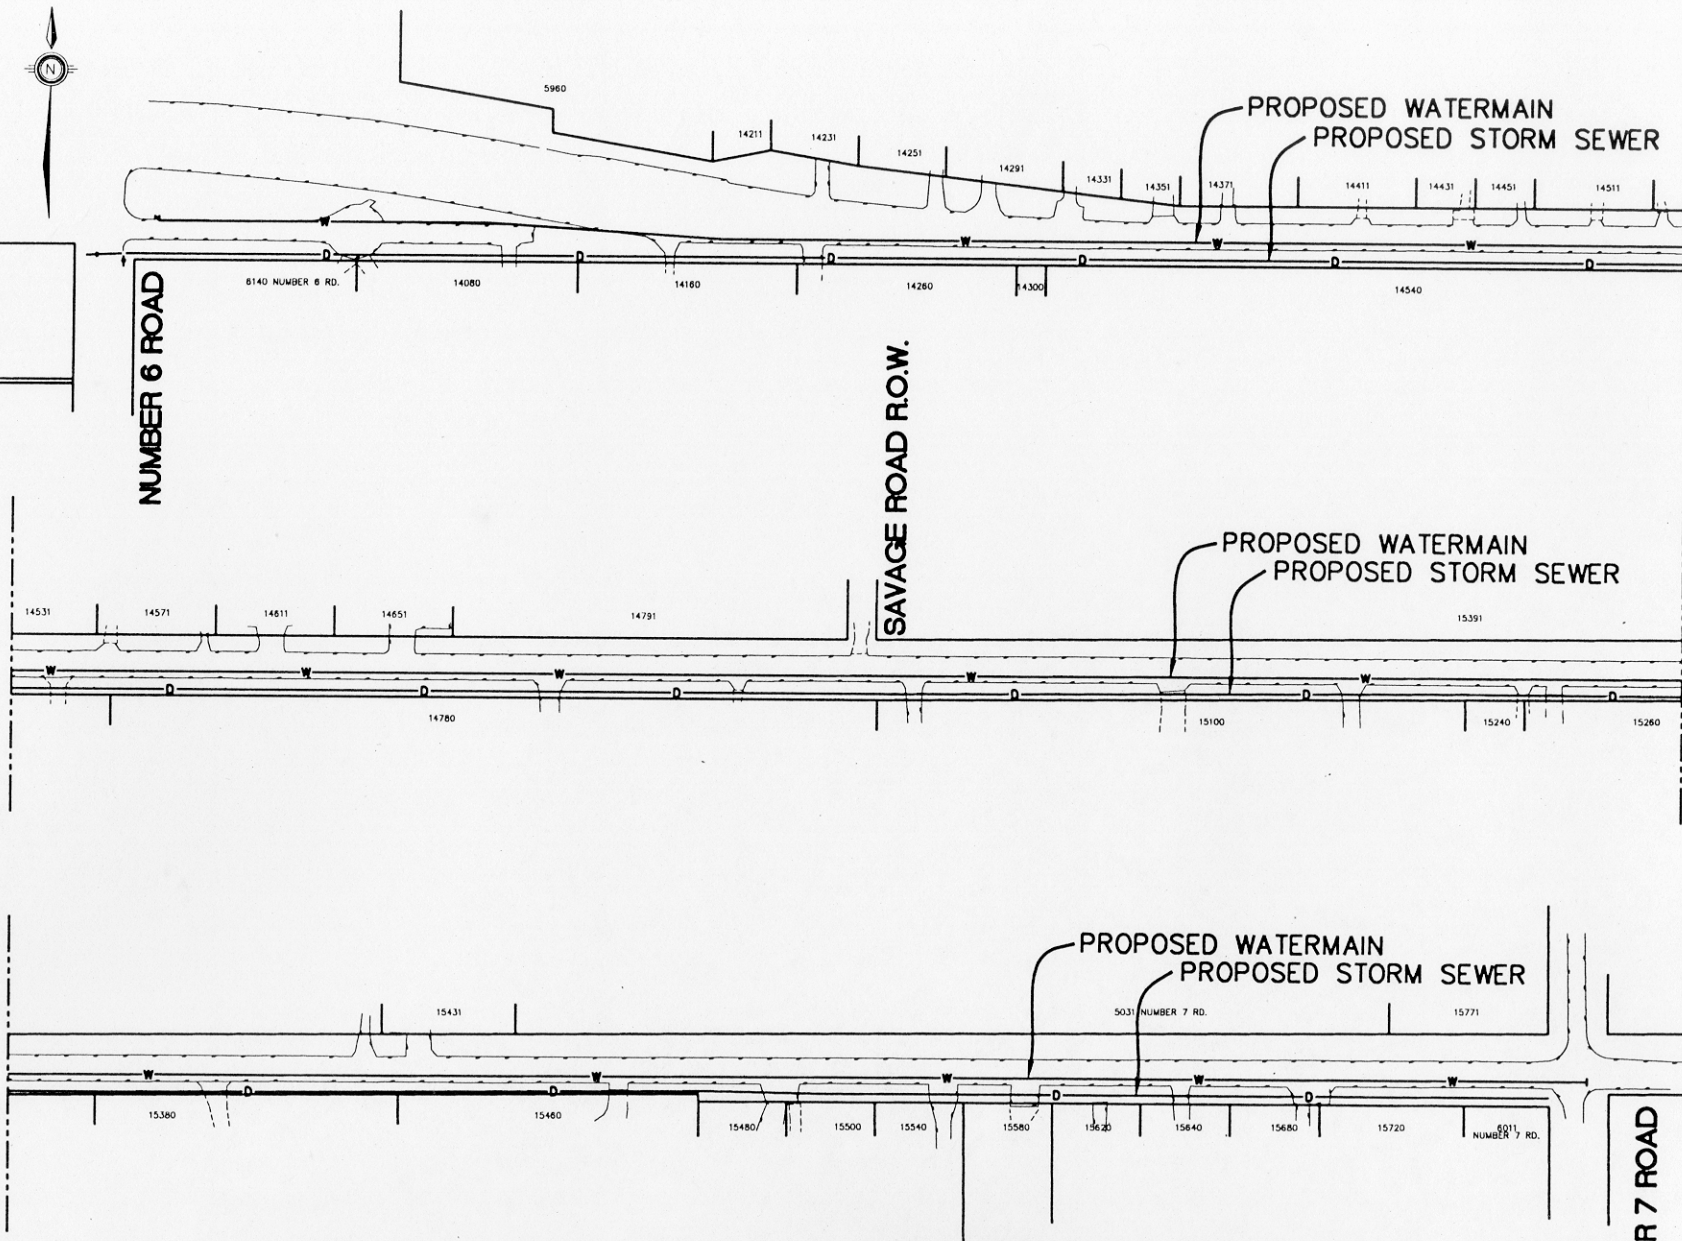 N
5960
PROPOSED WATERMAIN
PROPOSED STORM SEWER
14211
14231
14251
14291
14331
14351
14371
14411
14431
14451
14511
W
W
W
W
D
D
D
D
D
D
6140 NUMBER 6 RD.
14080
14160
14260
14300
14540
NUMBER 6 ROAD
SAVAGE ROAD R.O.W.
PROPOSED WATERMAIN
PROPOSED STORM SEWER
14531
14571
14611
14651
14791
15391
W
W
W
W
W
D
D
D
D
D
D
14780
15100
15240
15260
PROPOSED WATERMAIN
PROPOSED STORM SEWER
15431
5031 NUMBER 7 RD.
15771
W
W
W
W
W
D
D
D
D
15380
15460
15480
15500
15540
15580
15620
15640
15680
15720
6011
NUMBER 7 RD.
R 7 ROAD